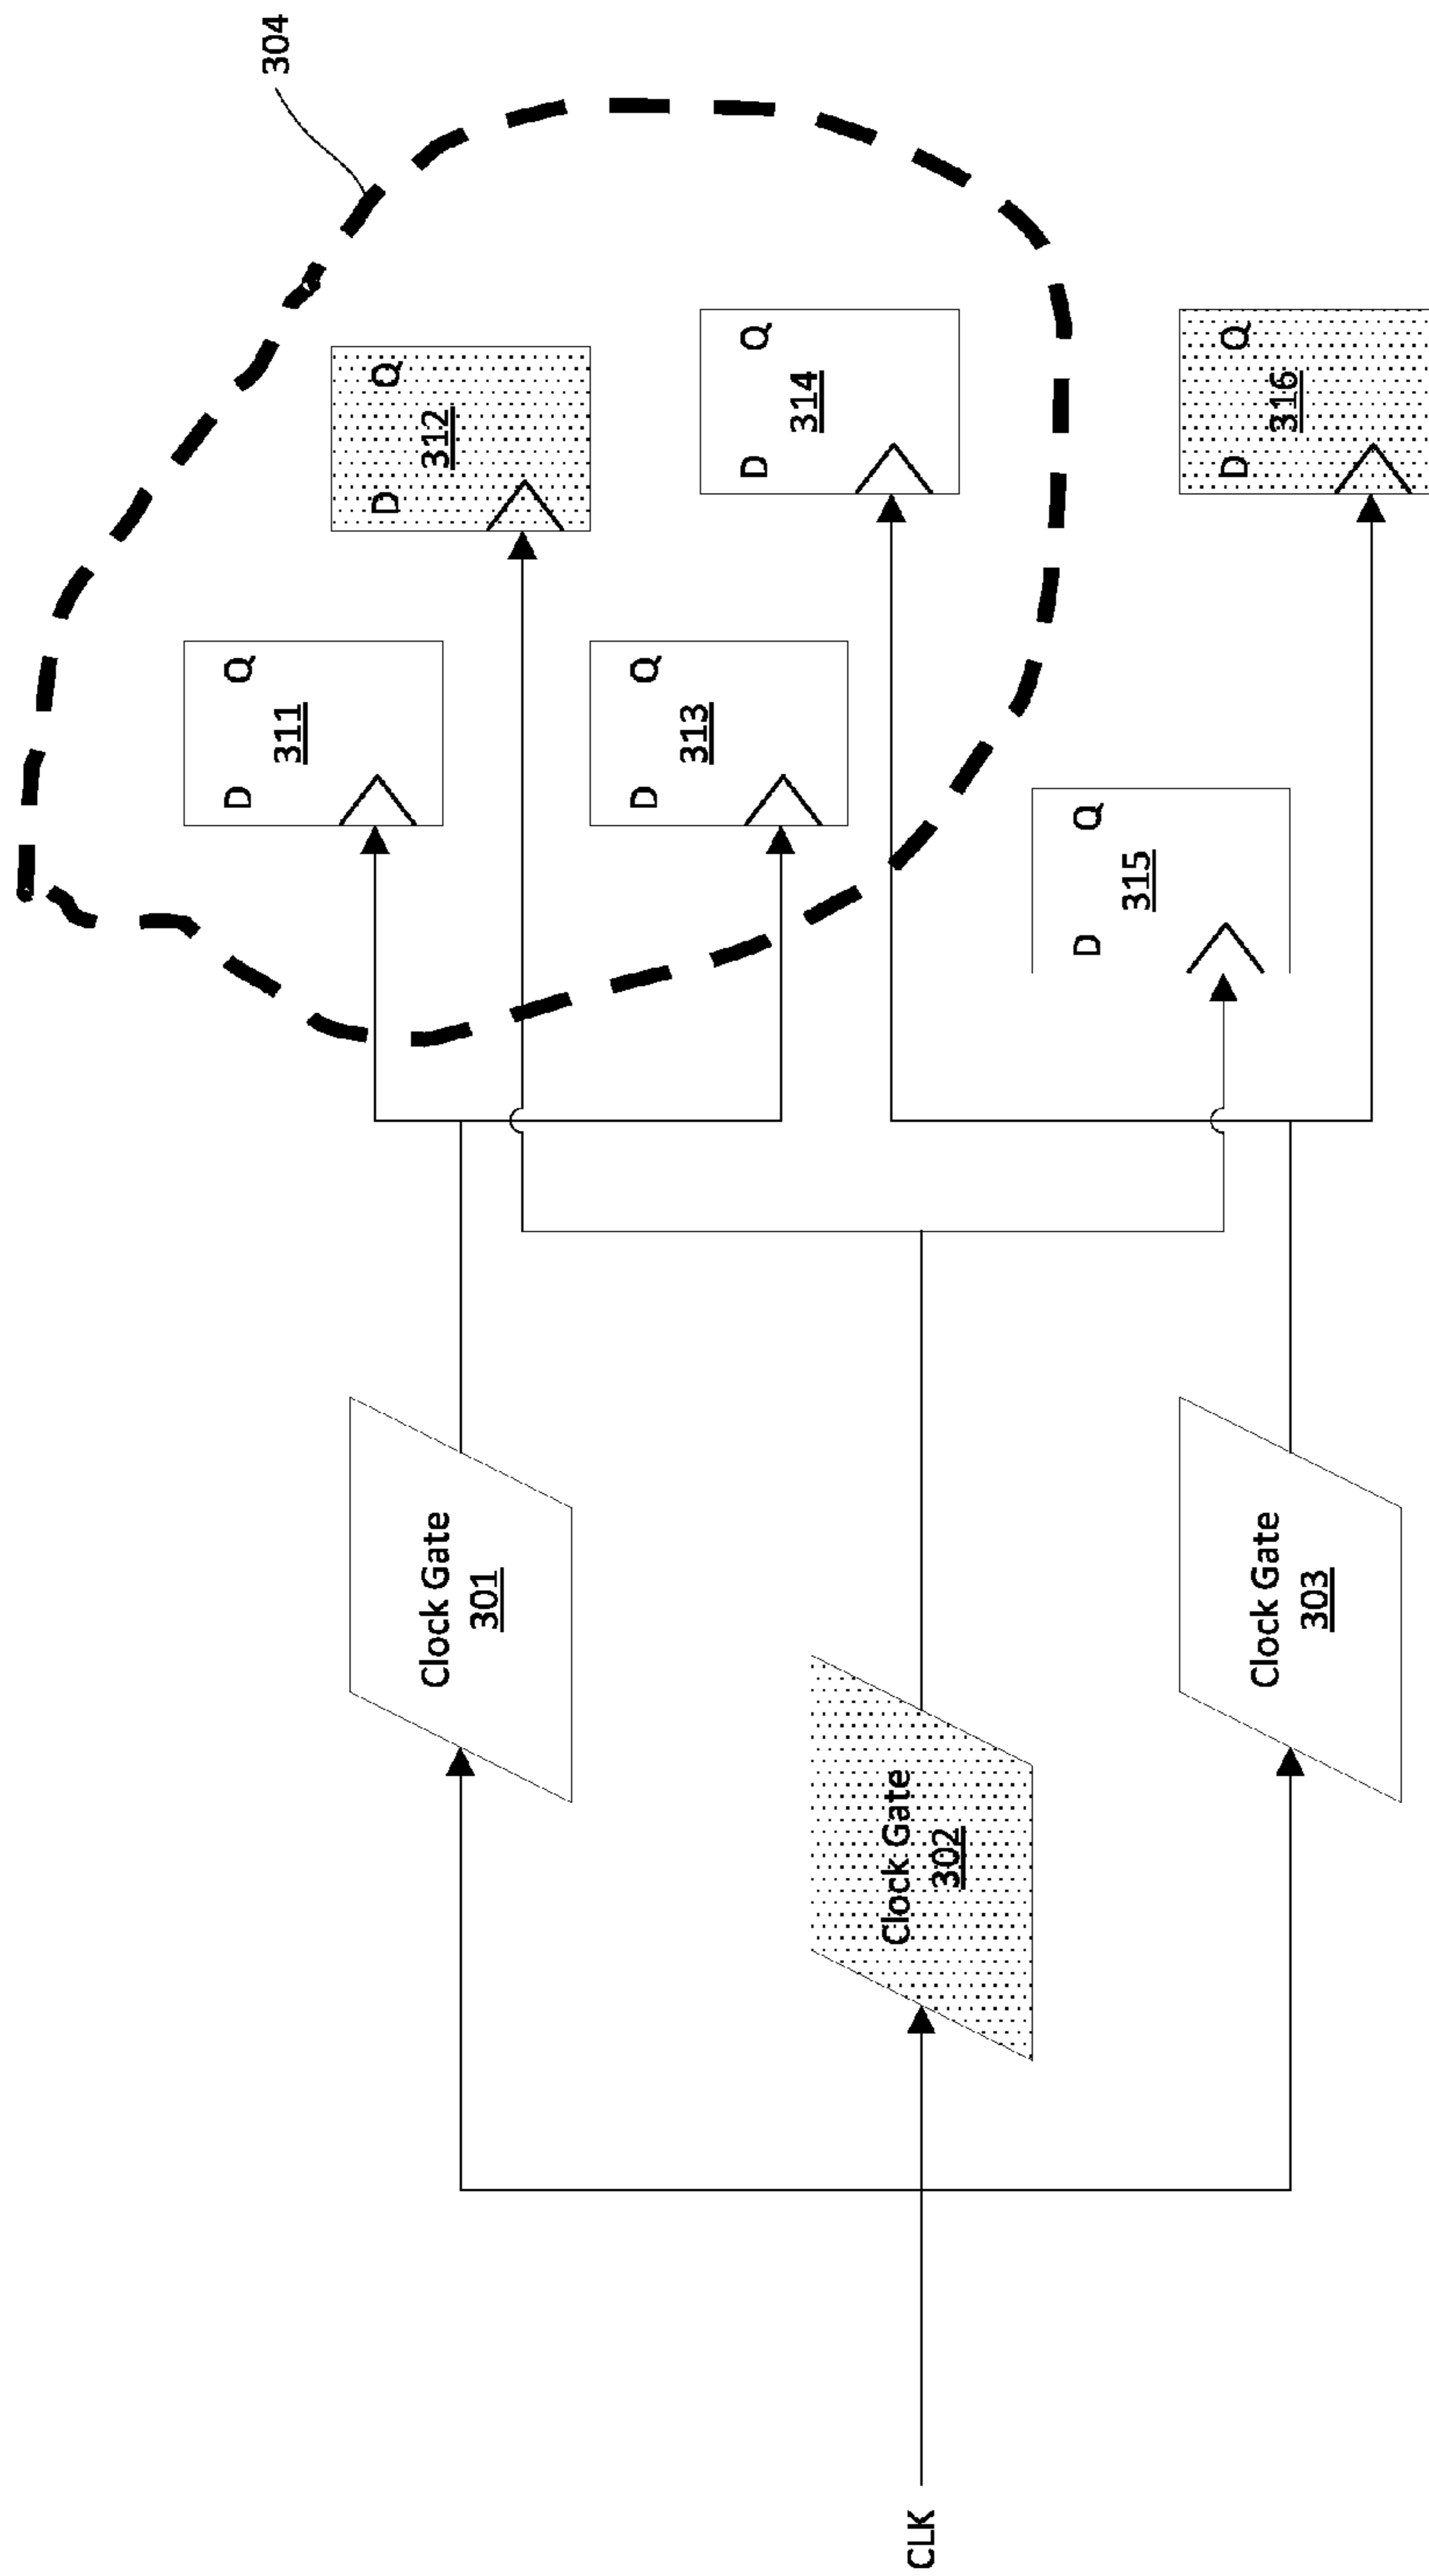 304
D Q
311
D Q
312
D Q
313
D Q
314
D Q
315
D Q
316
Clock Gate
301
Clock Gate
302
Clock Gate
303
CLK